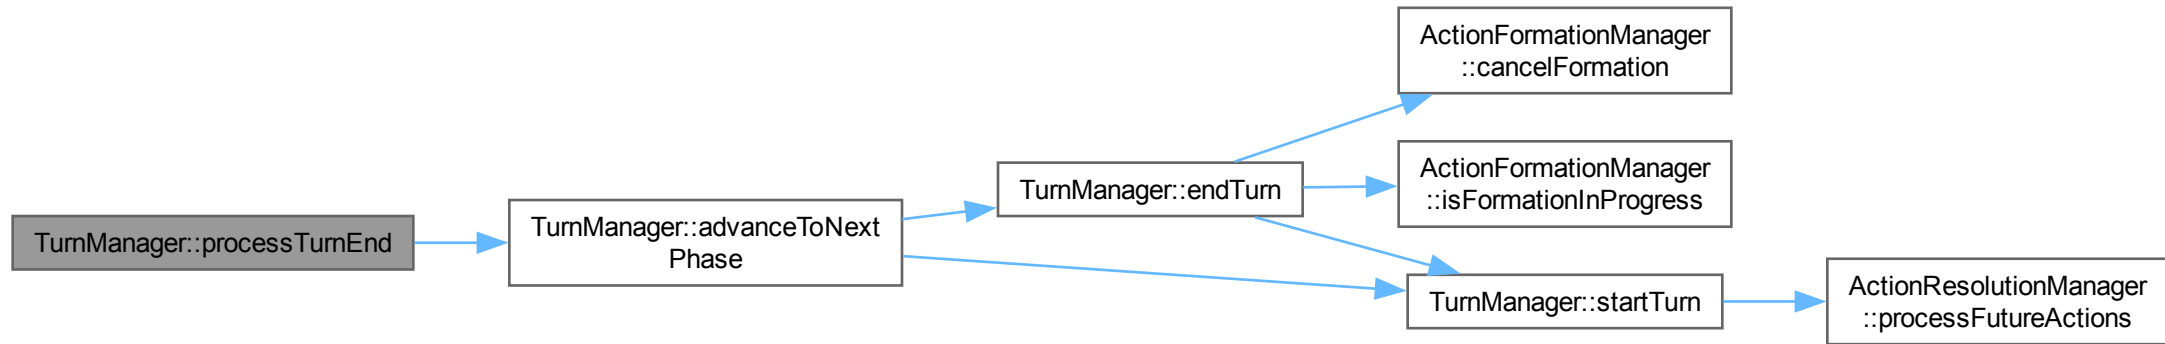 TurnManager::processTurnEnd
TurnManager::advanceToNext
Phase
TurnManager::endTurn
ActionFormationManager
::cancelFormation
ActionFormationManager
::isFormationInProgress
TurnManager::startTurn
ActionResolutionManager
::processFutureActions